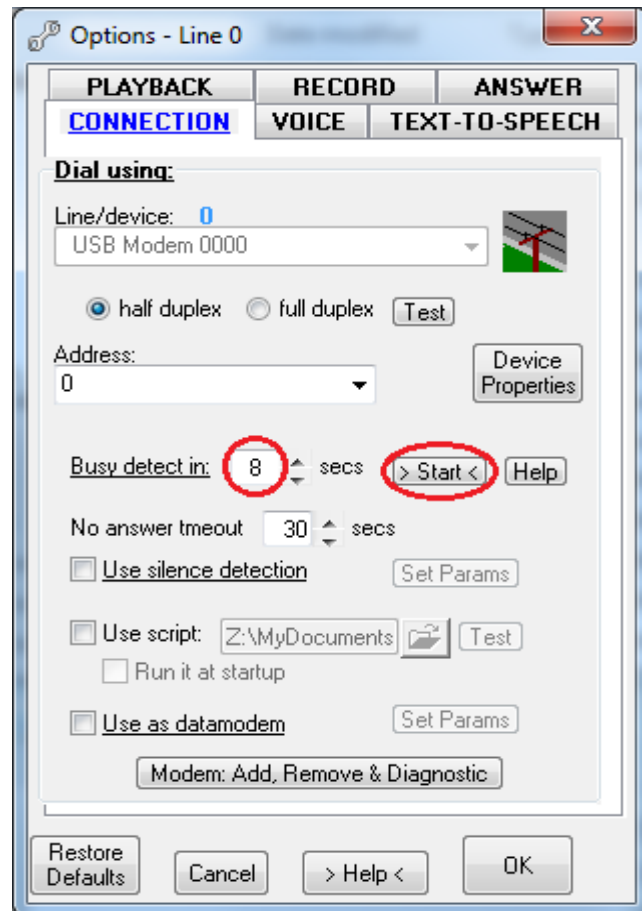 Options - Line 0
PLAYBACK RECORD ANSWER
CONNECTION VOICE TEXT-TO-SPEECH
Dial using:
Line/device: 0
USB Modem 0000
half duplex full duplex Test
Address:
0
Device
Properties
Busy detect in: 8 secs > Start < Help
No answer tmeout 30 secs
Use silence detection Set Params
Use script: Z:\MyDocuments Test
Run it at startup
Use as datamodem Set Params
Modem: Add, Remove & Diagnostic
Restore
Defaults
Cancel > Help < OK